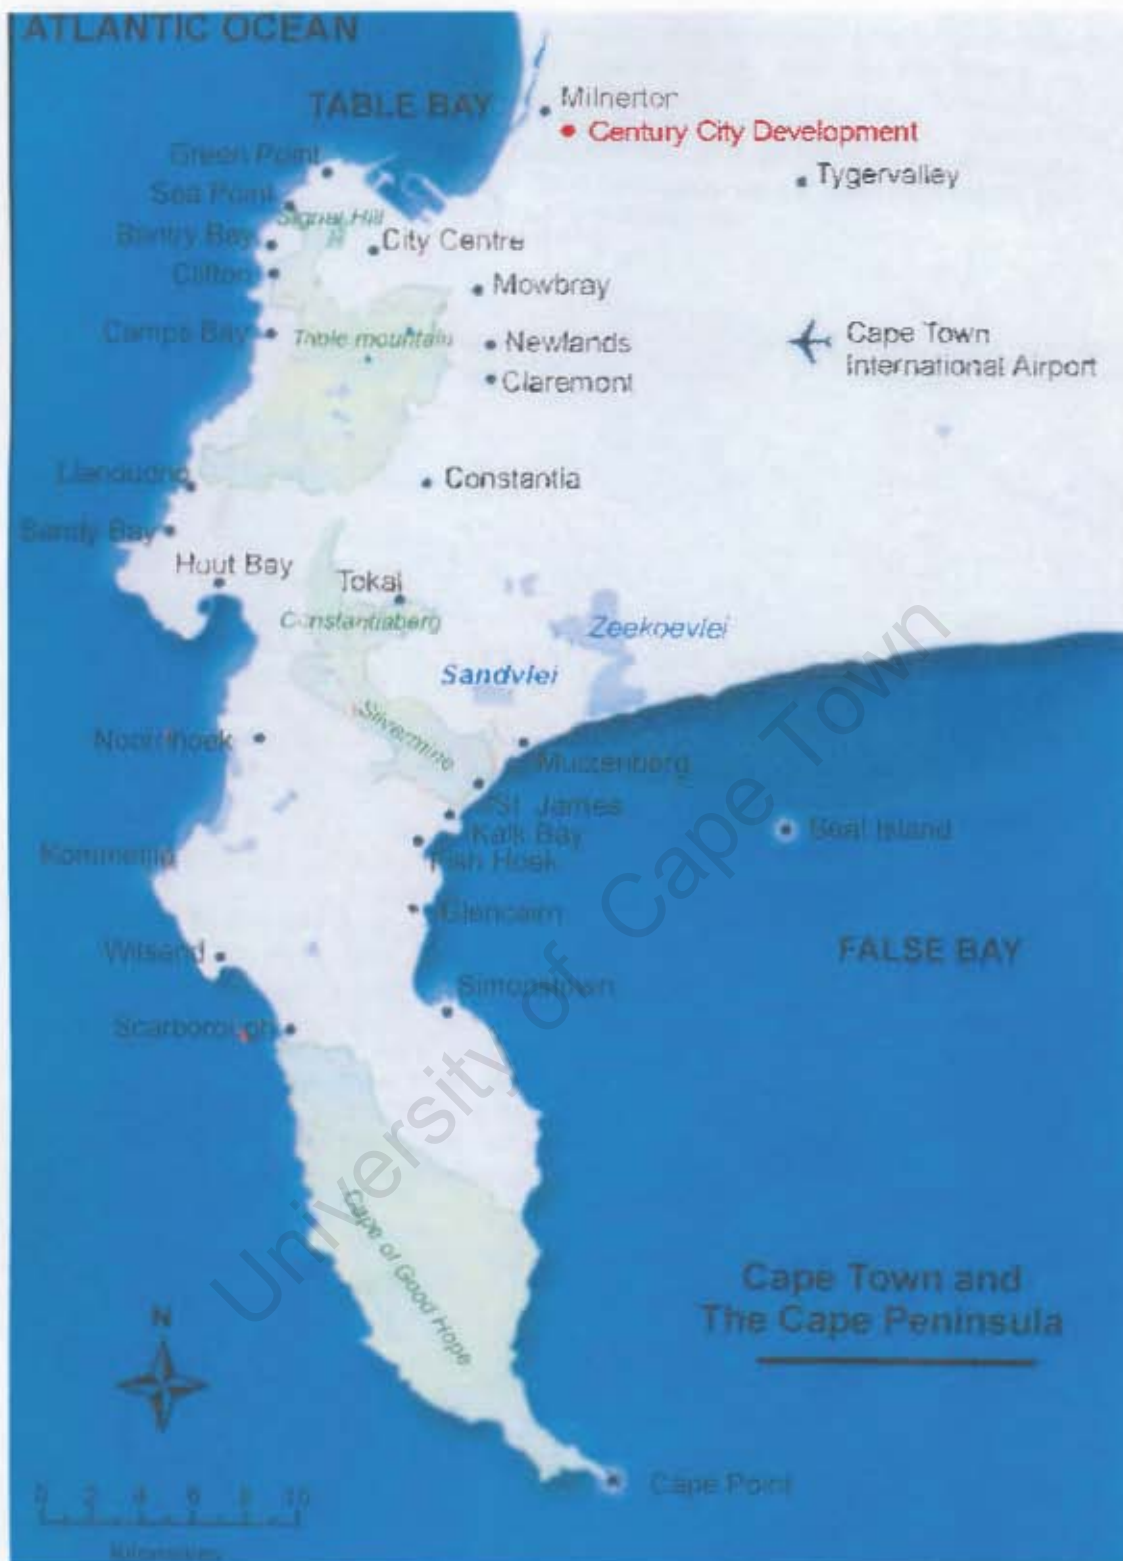 ATLANTIC OCEAN
TABLE BAY
Milnerton
Century City Development
Green Point
Tygervalley
Sea Point
Signal Hill
Bantry Bay
City Centre
Clifton
Mowbray
Camps Bay
Table mountain
Newlands
Cape Town
International Airport
Claremont
Llandudno
Constantia
Sandy Bay
Hout Bay
Tokai
Constantiaberg
Zeekoevlei
Sandvlei
Silvermine
Noordhoek
Muizenberg
St James
Kalk Bay
Seal Island
Kommetjie
Fish Hoek
Glencairn
Witsand
FALSE BAY
Simonstown
Scarborough
University of Cape Town
Cape of Good Hope
Cape Town and
The Cape Peninsula
N
Cape Point
0 2 4 6 8 10
Kilometres